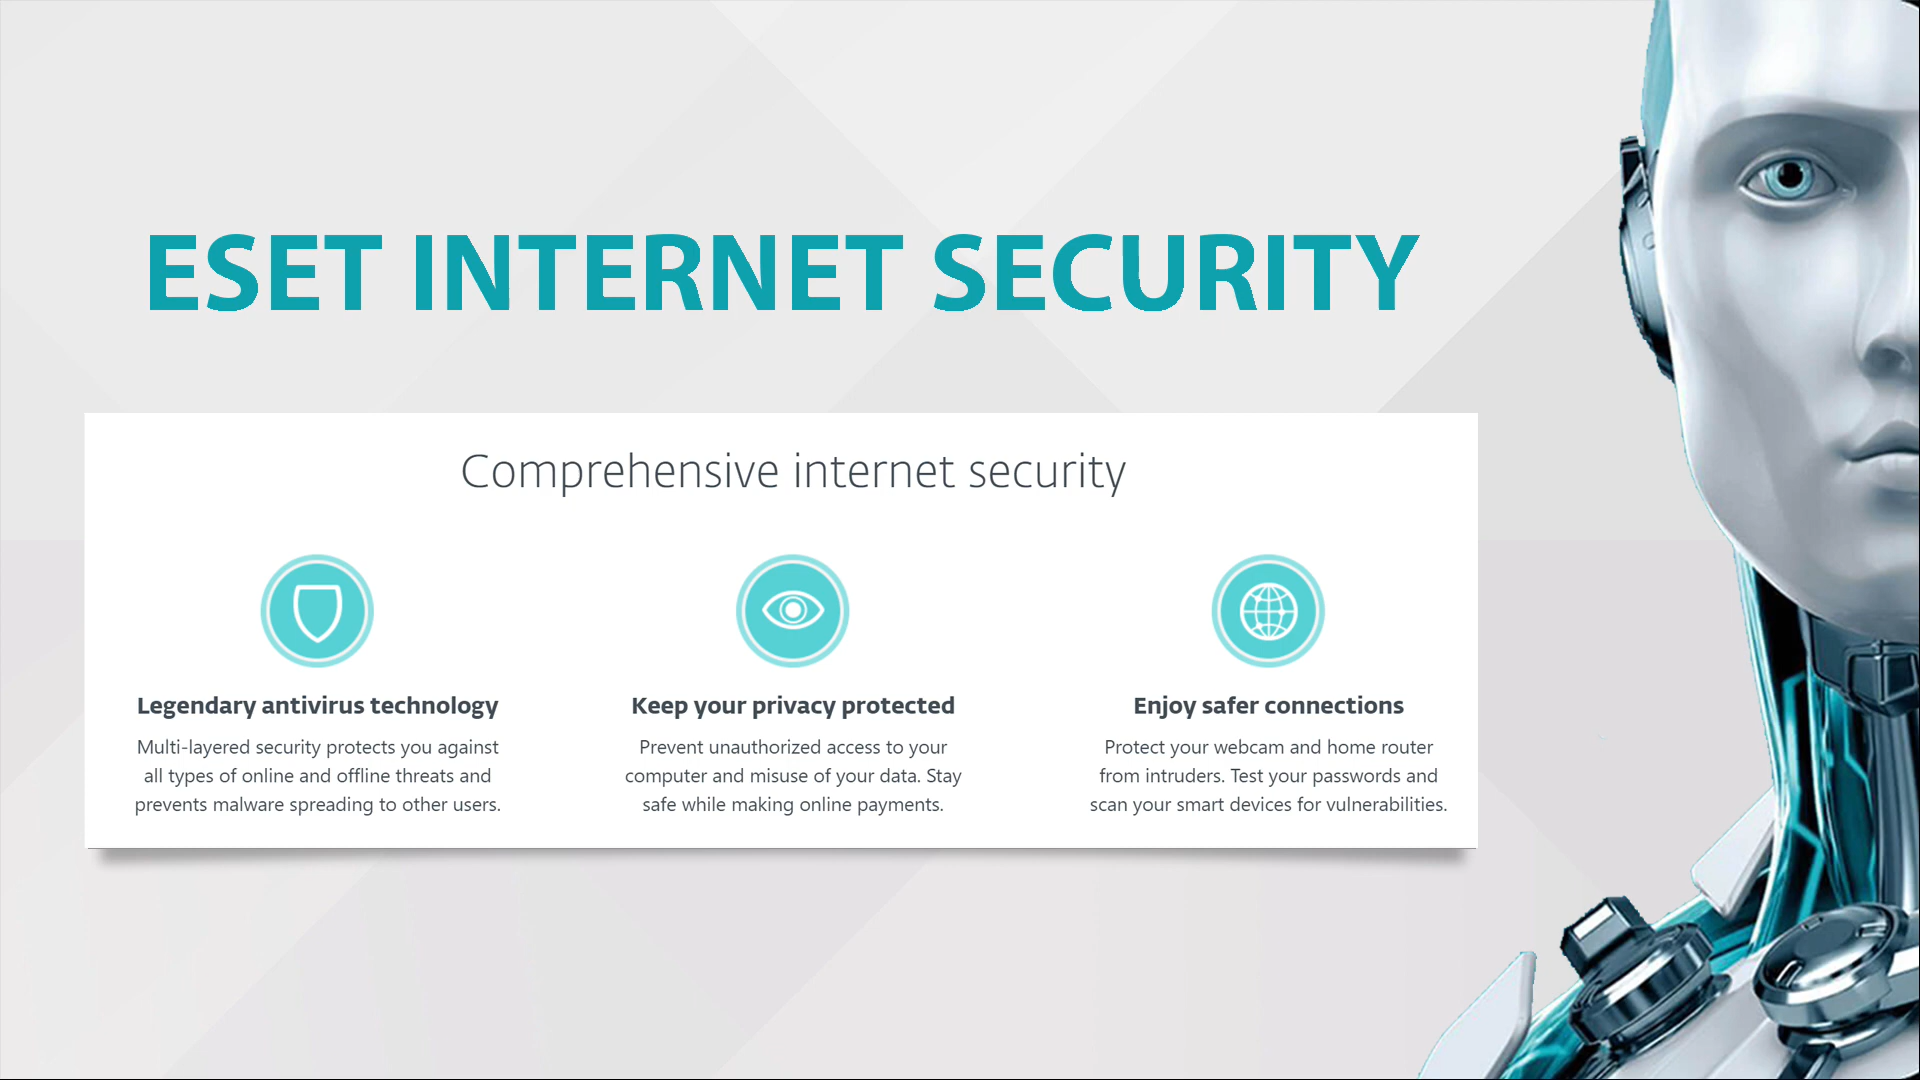 ESET INTERNET SECURITY
Comprehensive internet security
Legendary antivirus technology
Multi-layered security protects you against
all types of online and offline threats and
prevents malware spreading to other users.
Keep your privacy protected
Prevent unauthorized access to your
computer and misuse of your data. Stay
safe while making online payments.
Enjoy safer connections
Protect your webcam and home router
from intruders. Test your passwords and
scan your smart devices for vulnerabilities.